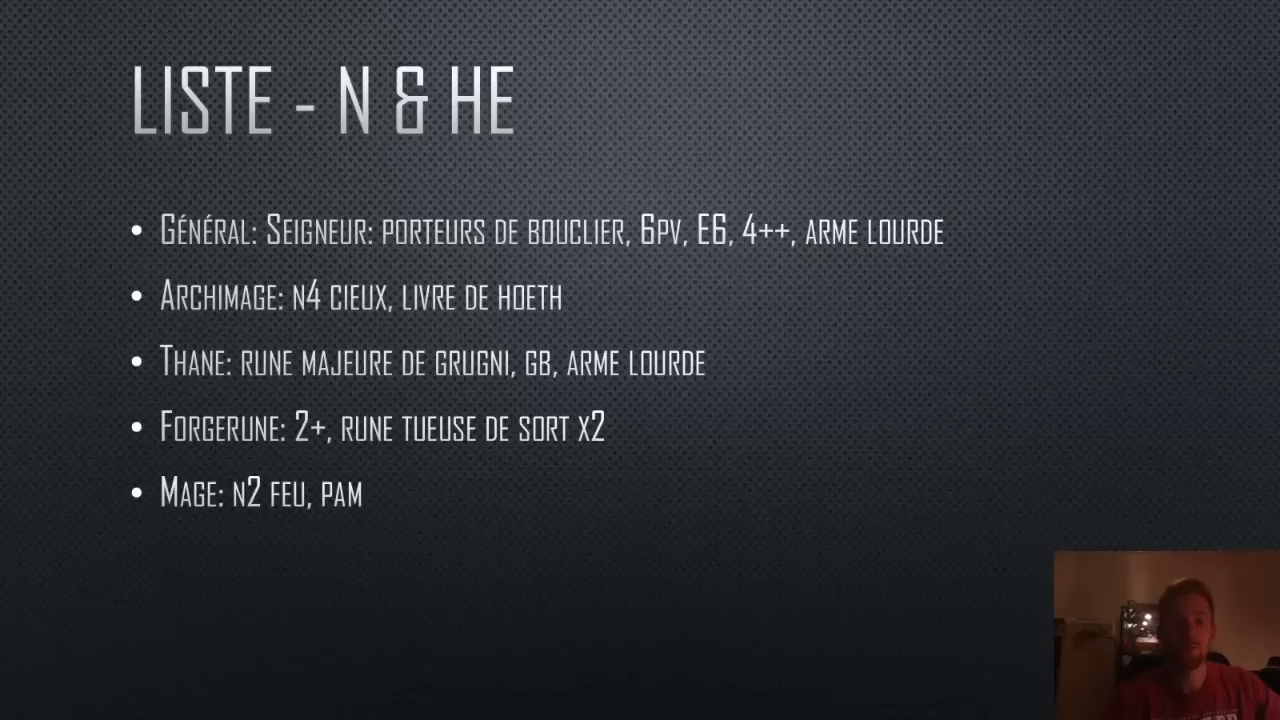 LISTE - N & HE
• Général: Seigneur: porteurs de bouclier, 6pv, E6, 4++, arme lourde
• Archimage: n4 cieux, livre de hoeth
• Thane: rune majeure de grugni, gb, arme lourde
• Forgerune: 2+, rune tueuse de sort x2
• Mage: n2 feu, pam